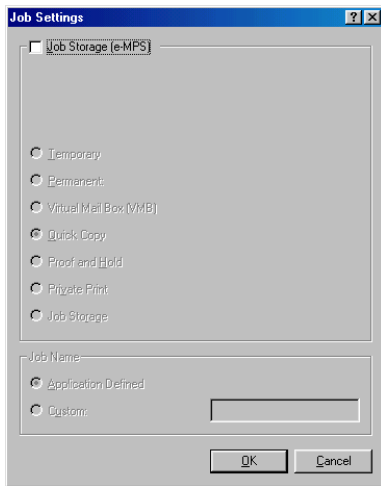 Job Settings
Job Storage (e-MPS)
Temporary
Permanent
Virtual Mail Box (VMB)
Quick Copy
Proof and Hold
Private Print
Job Storage
Job Name
Application Defined
Custom:
OK
Cancel